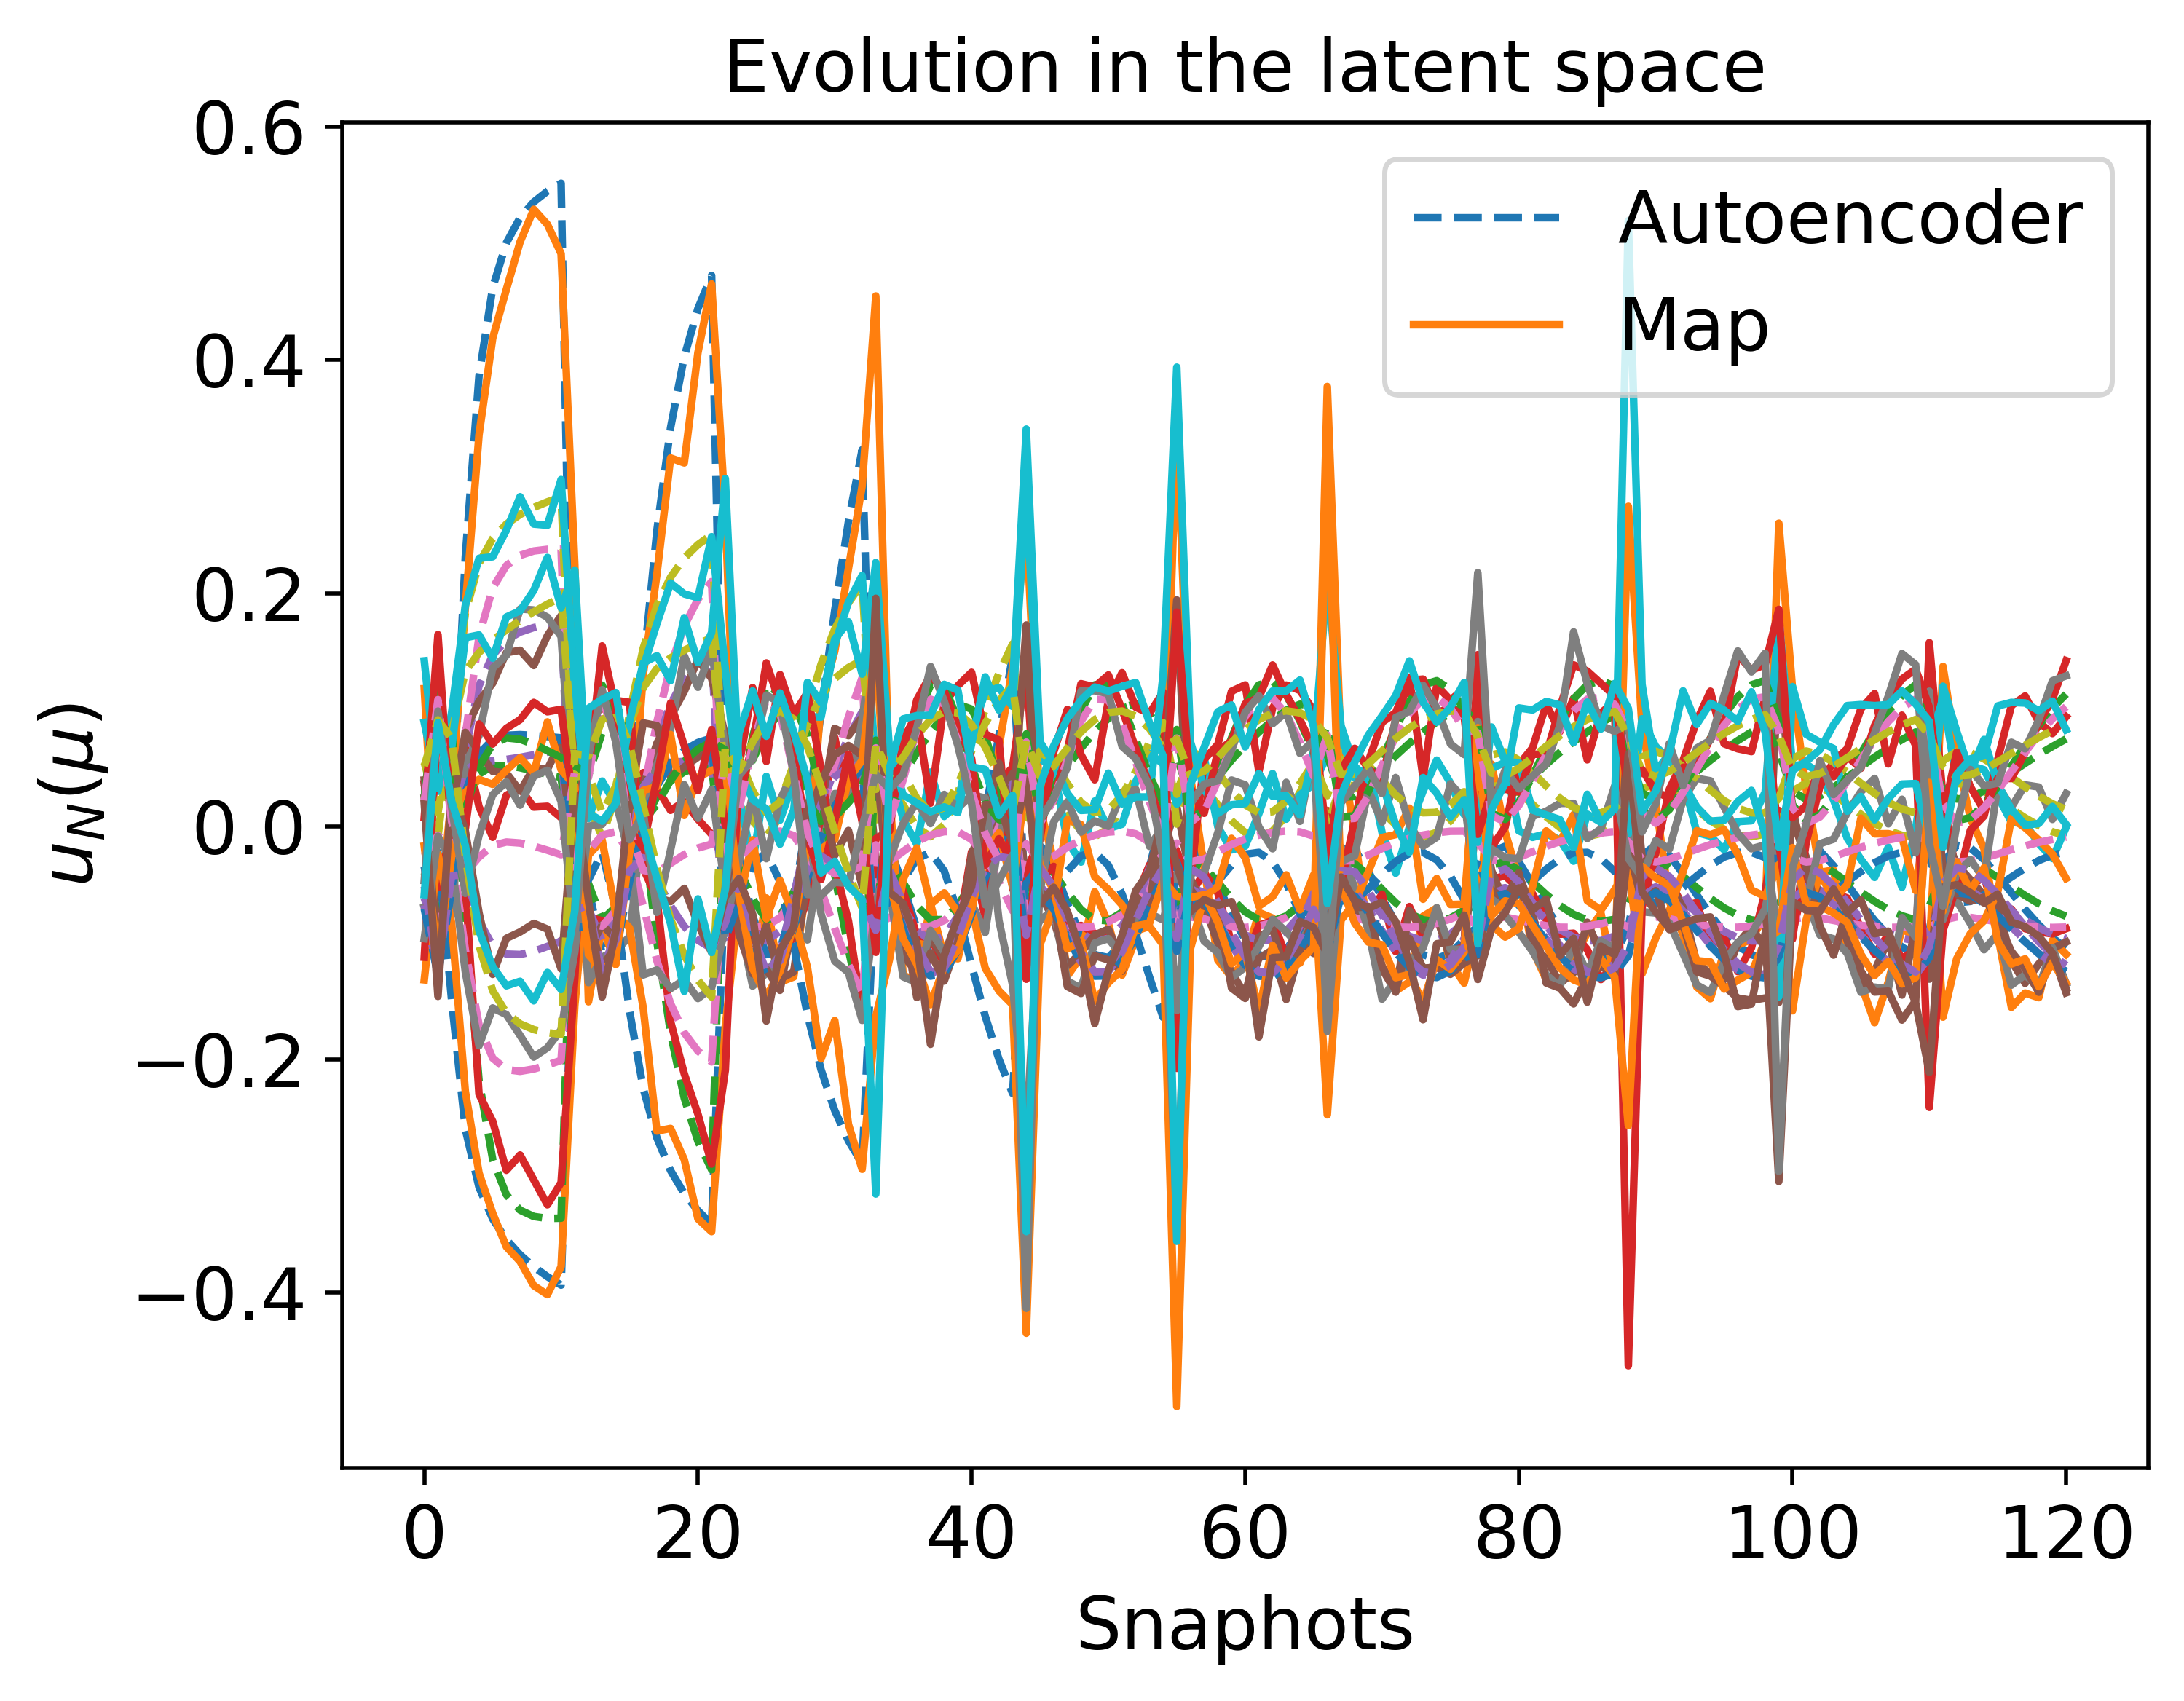 Evolution in the latent space
0.6
0.4
0.2
0.0
−0.2
−0.4
u_N(μ)
Autoencoder
Map
0 20 40 60 80 100 120
Snaphots